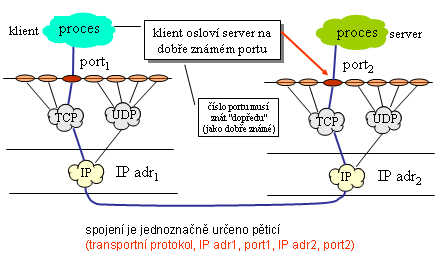 klient
proces
klient osloví server na
dobře známém portu
proces
server
port1
port2
číslo portu musí
znát "dopředu"
(jako dobře známé)
TCP
UDP
TCP
UDP
IP
IP adr1
IP
IP adr2
spojení je jednoznačně určeno pěticí
(transportní protokol, IP adr1, port1, IP adr2, port2)